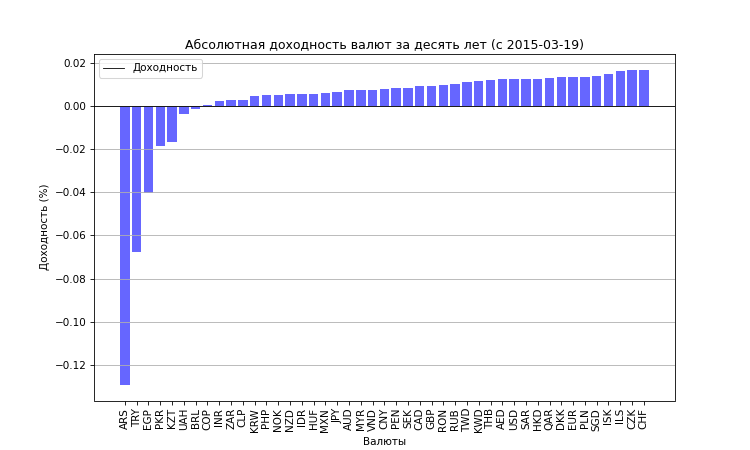 Абсолютная доходность валют за десять лет (с 2015-03-19)
Доходность
0.02
0.00
−0.02
−0.04
−0.06
−0.08
−0.10
−0.12
Доходность (%)
ARS TRY EGP PKR KZT UAH BRL COP INR ZAR CLP KRW PHP NOK NZD IDR HUF MXN JPY AUD MYR VND CNY PEN SEK CAD GBP RON RUB TWD KWD THB AED USD SAR HKD QAR DKK EUR PLN SGD ISK ILS CZK CHF
Валюты